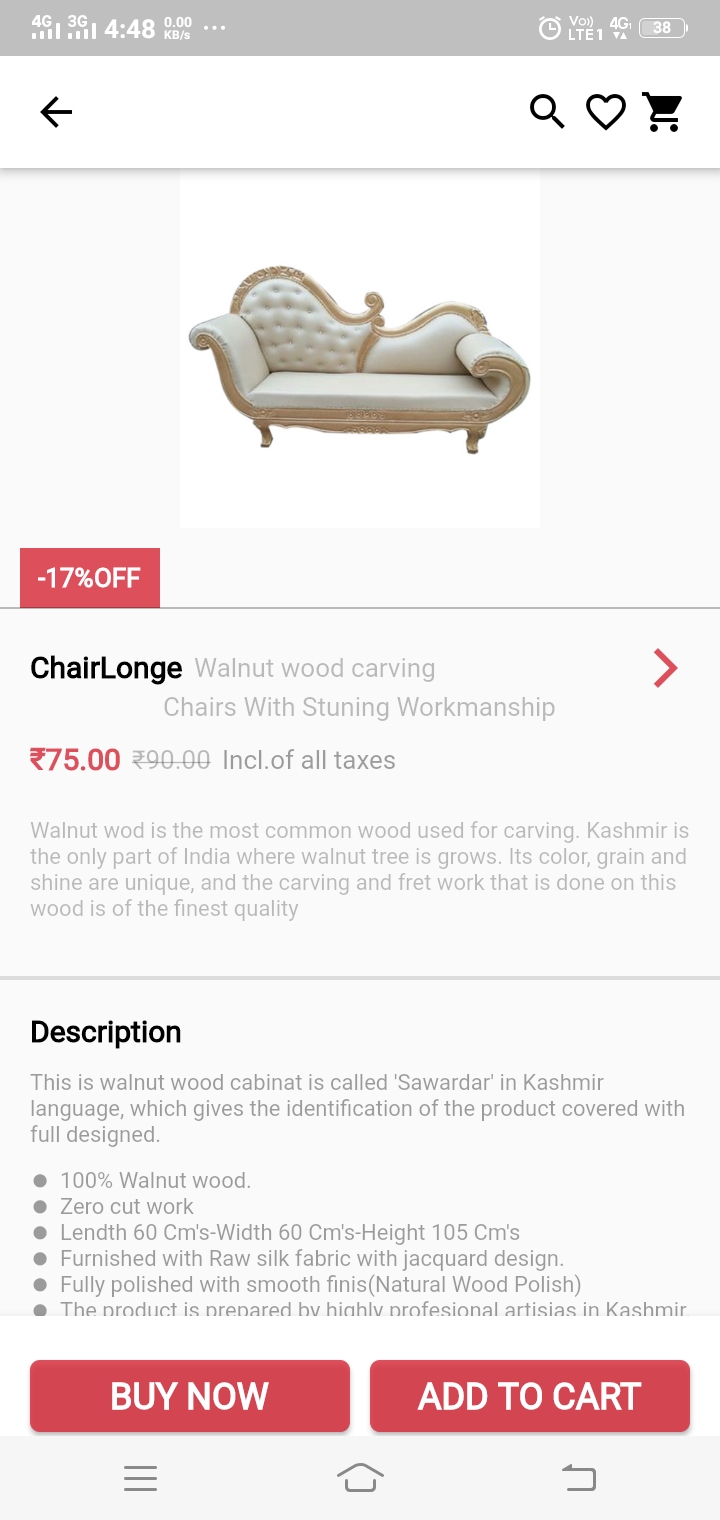 4G 3G 4:48 0.00 KB/s ... Vo)) LTE1 4G 38
-17%OFF
ChairLonge Walnut wood carving
Chairs With Stuning Workmanship
₹75.00 ₹90.00 Incl.of all taxes
Walnut wod is the most common wood used for carving. Kashmir is
the only part of India where walnut tree is grows. Its color, grain and
shine are unique, and the carving and fret work that is done on this
wood is of the finest quality
Description
This is walnut wood cabinat is called 'Sawardar' in Kashmir
language, which gives the identification of the product covered with
full designed.
● 100% Walnut wood.
● Zero cut work
● Lendth 60 Cm's-Width 60 Cm's-Height 105 Cm's
● Furnished with Raw silk fabric with jacquard design.
● Fully polished with smooth finis(Natural Wood Polish)
● The product is prepared by highly profesional artisias in Kashmir.
BUY NOW ADD TO CART